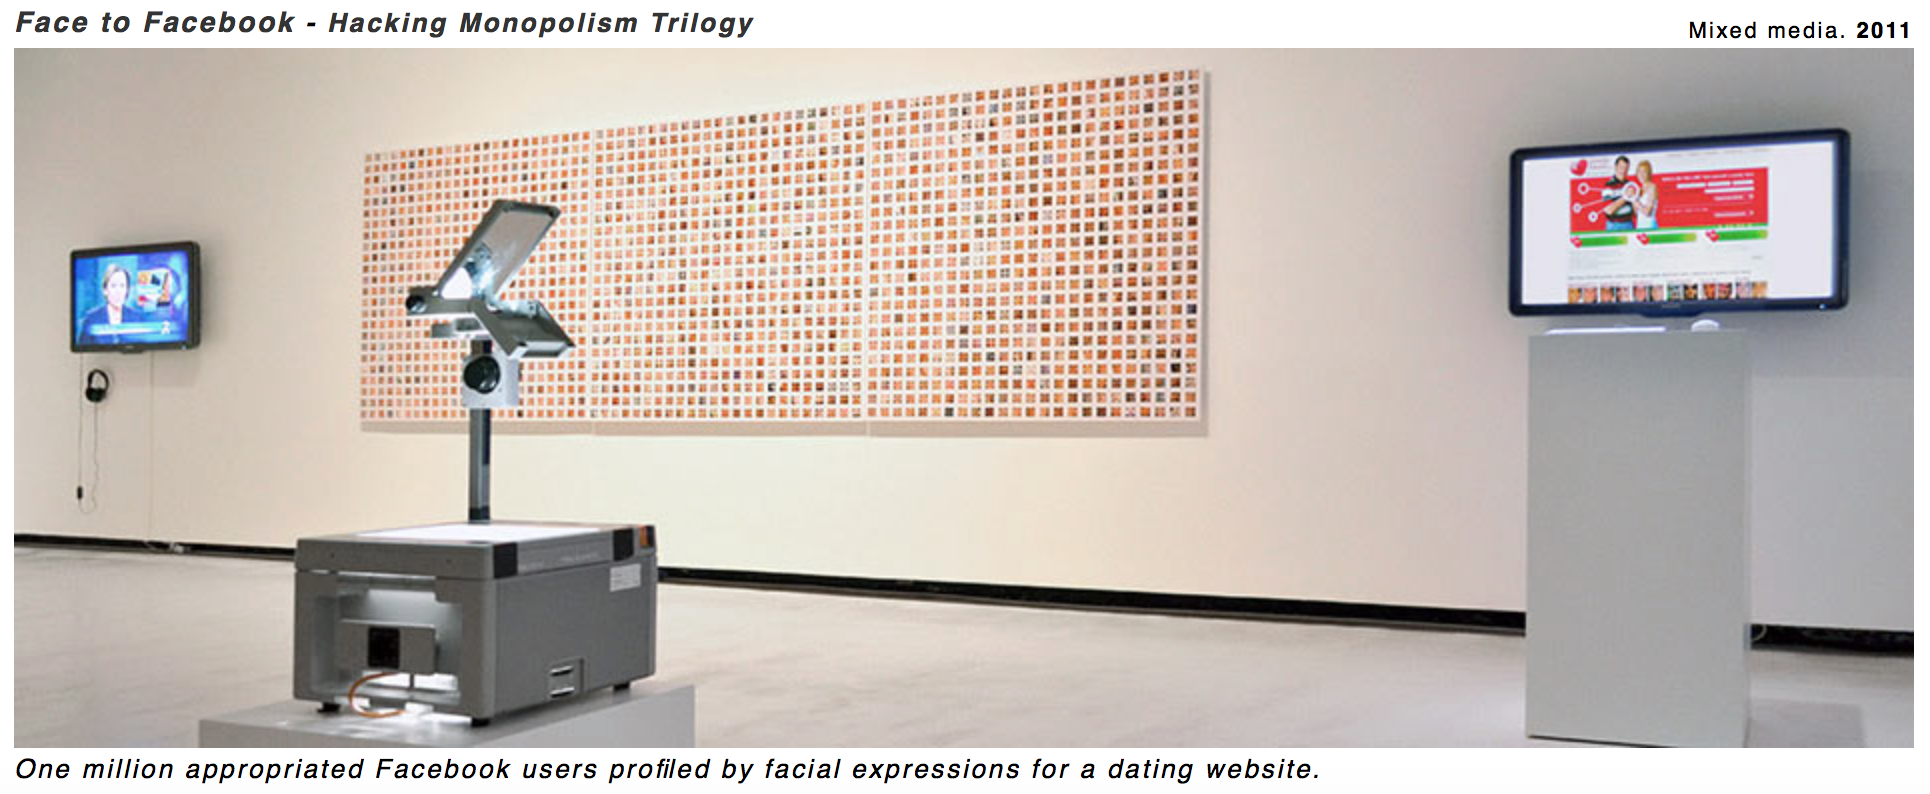 Face to Facebook - Hacking Monopolism Trilogy
Mixed media. 2011
One million appropriated Facebook users profiled by facial expressions for a dating website.